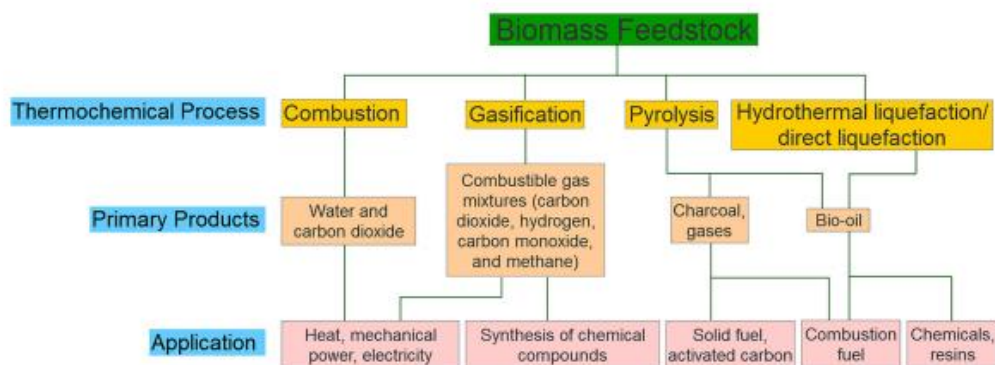 Biomass Feedstock
Thermochemical Process
Combustion
Gasification
Pyrolysis
Hydrothermal liquefaction/
direct liquefaction
Primary Products
Water and
carbon dioxide
Combustible gas
mixtures (carbon
dioxide, hydrogen,
carbon monoxide,
and methane)
Charcoal,
gases
Bio-oil
Application
Heat, mechanical
power, electricity
Synthesis of chemical
compounds
Solid fuel,
activated carbon
Combustion
fuel
Chemicals,
resins